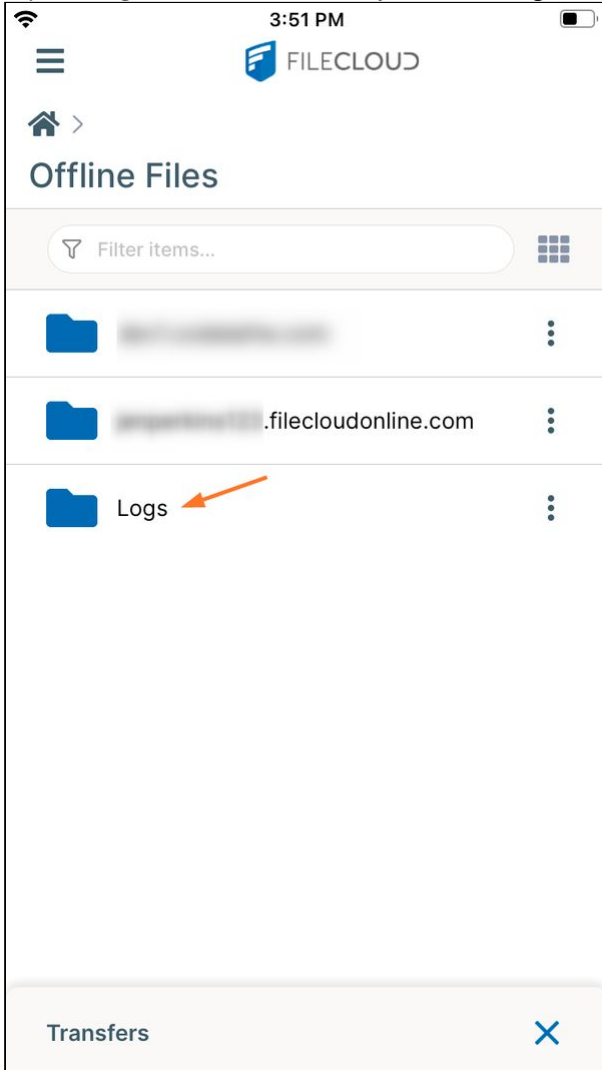 3:51 PM
FILECLOUD
Offline Files
Filter items...
.filecloudonline.com
Logs
Transfers